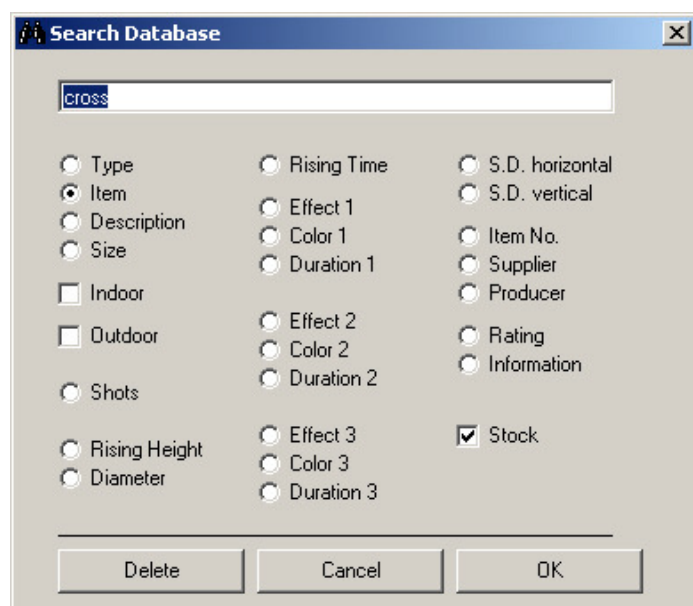 Search Database
cross
Type
Item
Description
Size
Indoor
Outdoor
Shots
Rising Height
Diameter
Rising Time
Effect 1
Color 1
Duration 1
Effect 2
Color 2
Duration 2
Effect 3
Color 3
Duration 3
S.D. horizontal
S.D. vertical
Item No.
Supplier
Producer
Rating
Information
Stock
Delete
Cancel
OK